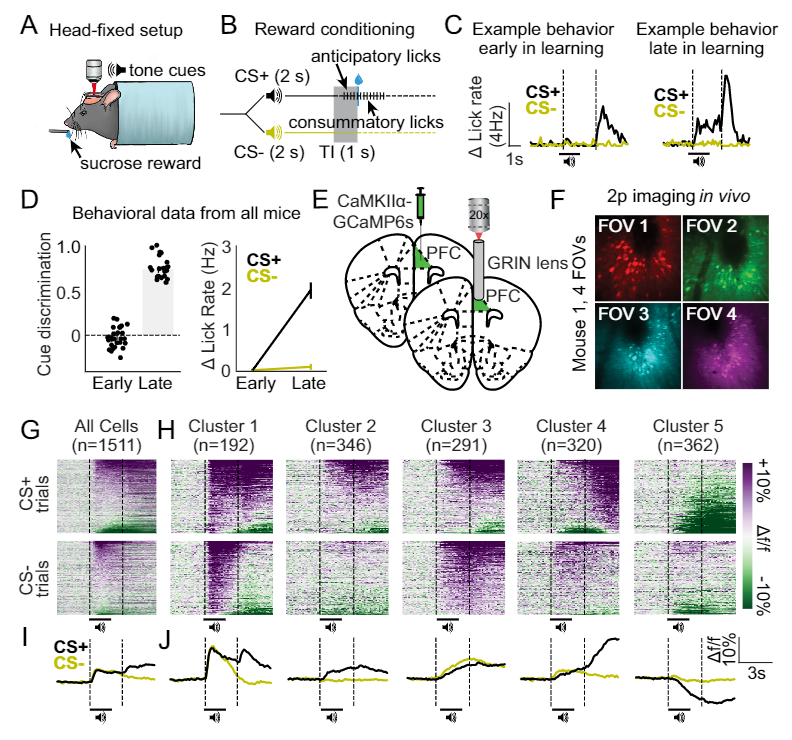 A
Head-fixed setup
tone cues
sucrose reward
B
Reward conditioning
anticipatory licks
CS+ (2 s)
consummatory licks
CS- (2 s)
TI (1 s)
C
Example behavior
early in learning
Example behavior
late in learning
CS+
CS-
Δ Lick rate
(4Hz)
1s
CS+
CS-
D
Behavioral data from all mice
Cue discrimination
1.0
0.5
0
Early Late
Δ Lick Rate (Hz)
3
2
1
0
CS+
CS-
Early
Late
E
CaMKIIα-
GCaMP6s
PFC
20x
GRIN lens
PFC
F
2p imaging in vivo
Mouse 1, 4 FOVs
FOV 1
FOV 2
FOV 3
FOV 4
G
All Cells
(n=1511)
H
Cluster 1
(n=192)
Cluster 2
(n=346)
Cluster 3
(n=291)
Cluster 4
(n=320)
Cluster 5
(n=362)
CS+
trials
CS-
trials
+10%
Δf/f
-10%
I
CS+
CS-
J
Δf/f
10%
3s